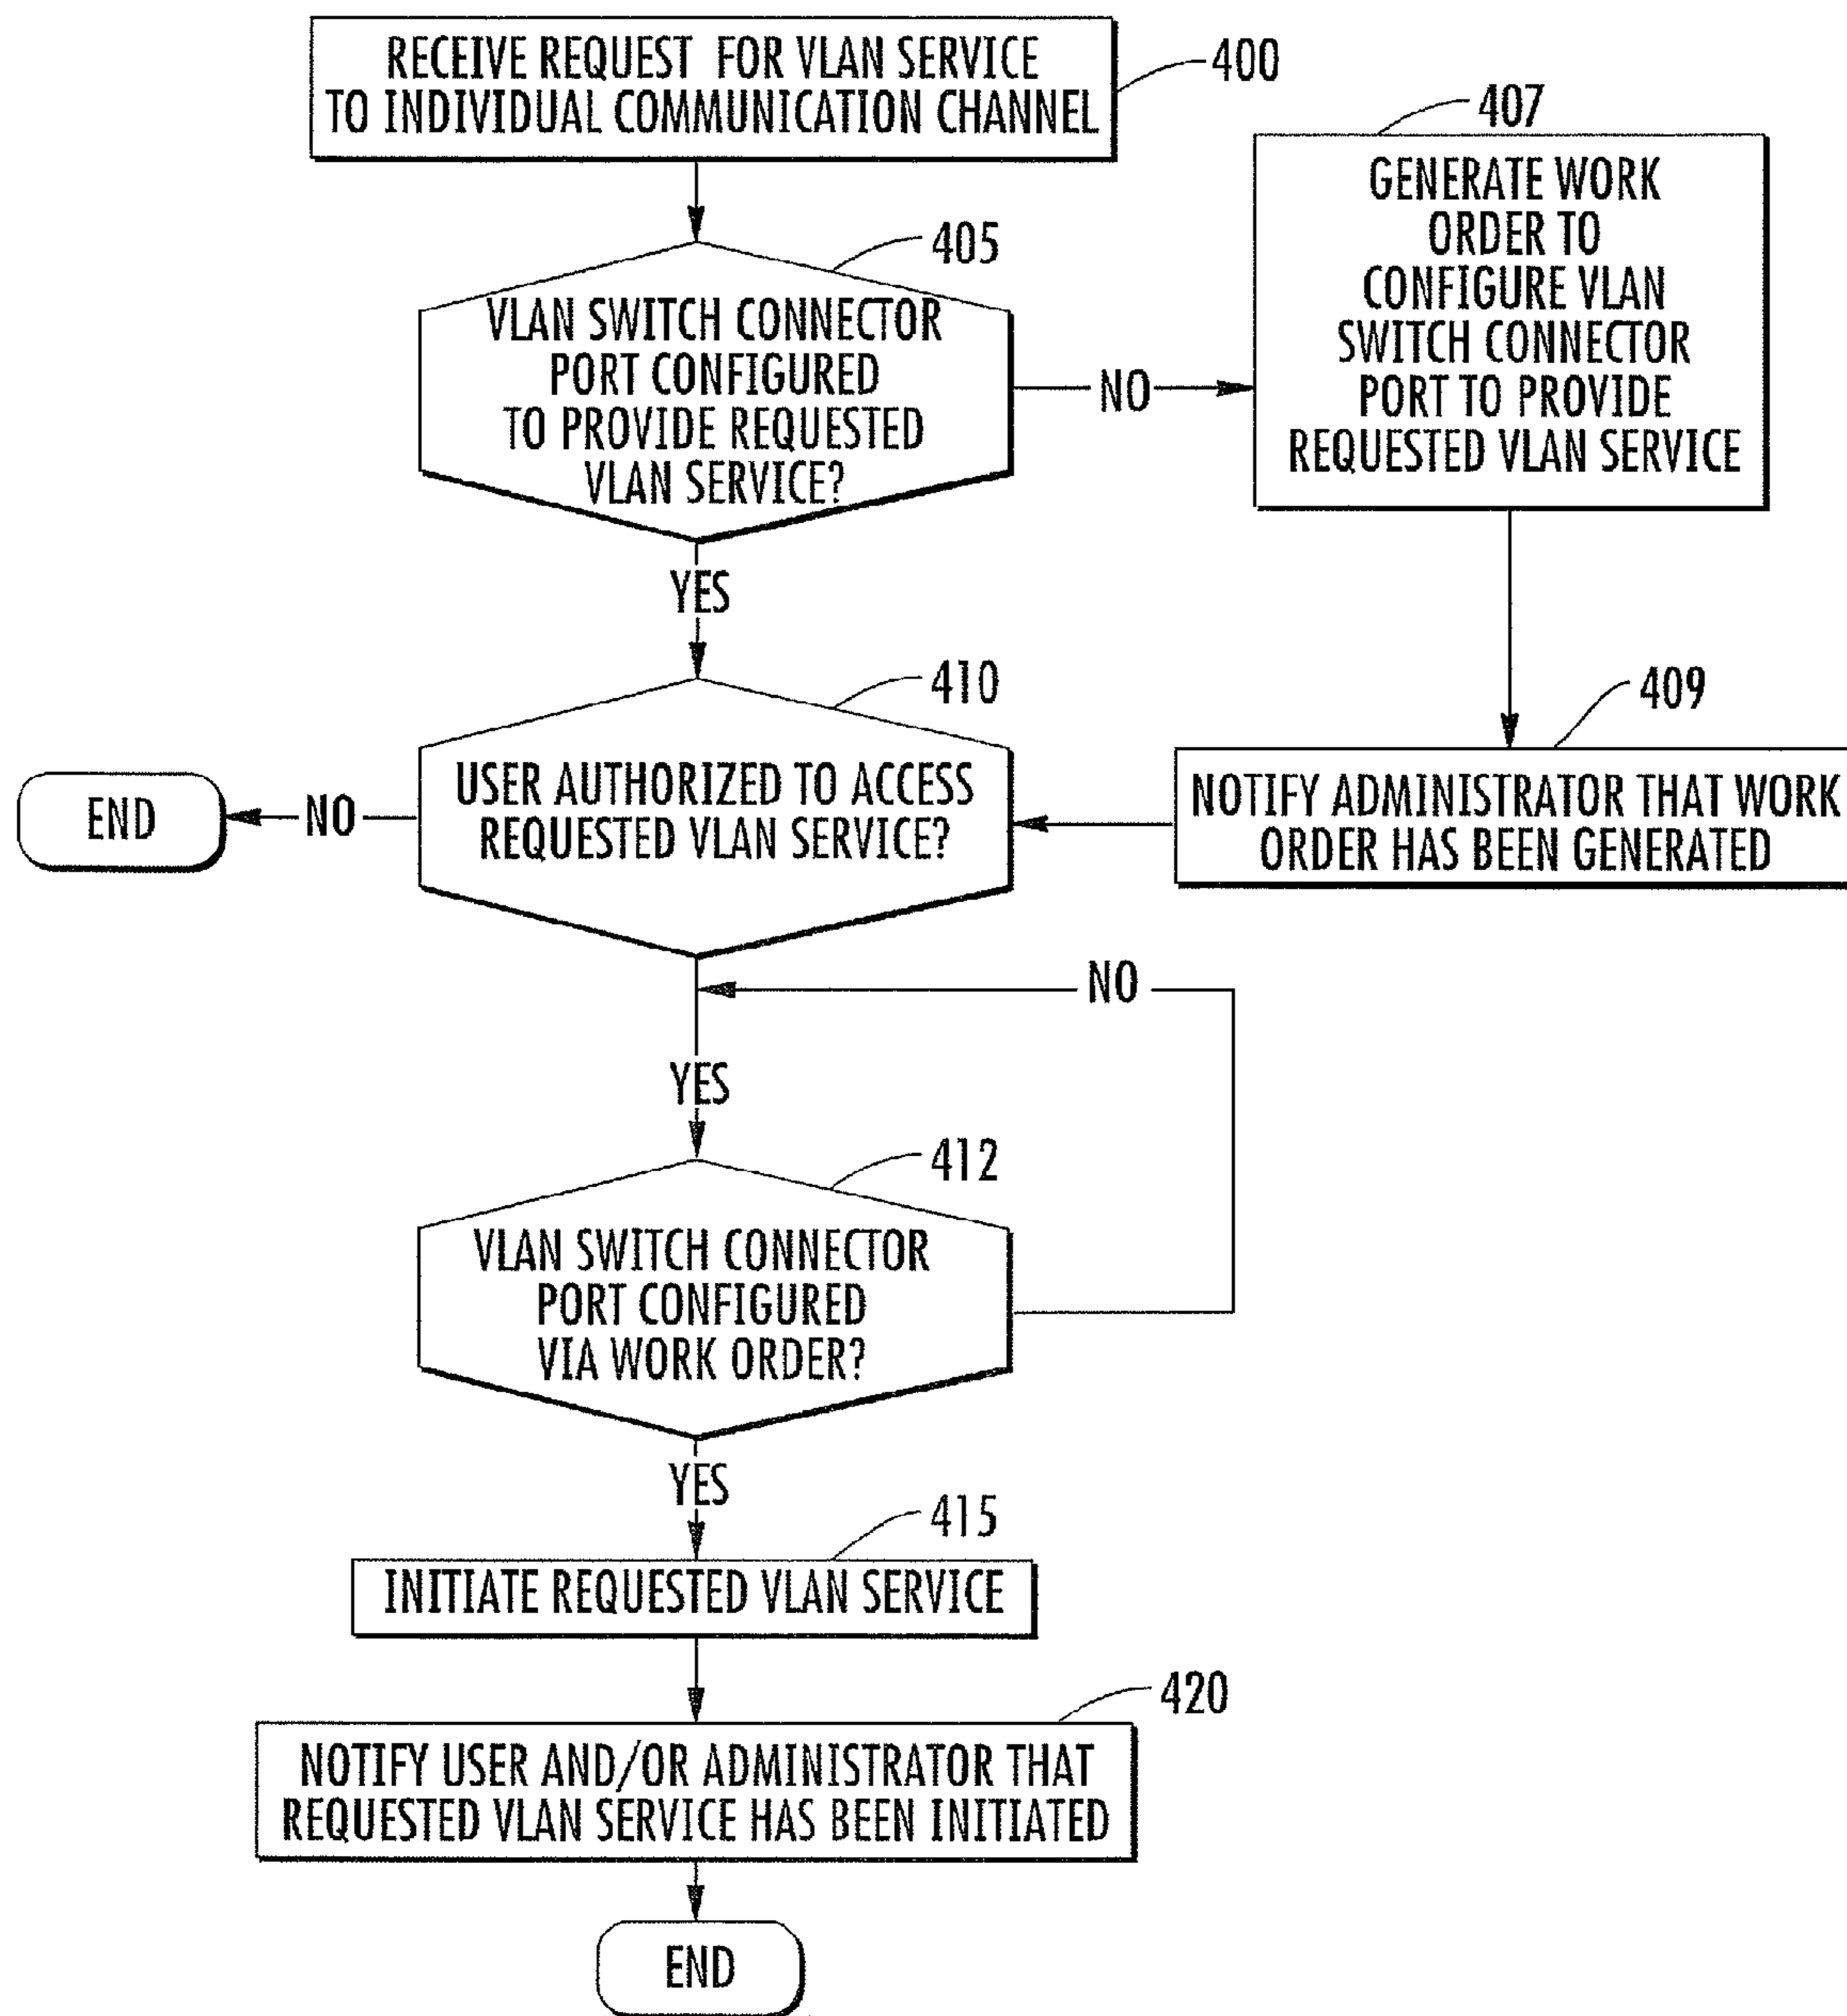 RECEIVE REQUEST FOR VLAN SERVICE
TO INDIVIDUAL COMMUNICATION CHANNEL
400
405
VLAN SWITCH CONNECTOR
PORT CONFIGURED
TO PROVIDE REQUESTED
VLAN SERVICE?
NO
407
GENERATE WORK
ORDER TO
CONFIGURE VLAN
SWITCH CONNECTOR
PORT TO PROVIDE
REQUESTED VLAN SERVICE
YES
409
NOTIFY ADMINISTRATOR THAT WORK
ORDER HAS BEEN GENERATED
410
USER AUTHORIZED TO ACCESS
REQUESTED VLAN SERVICE?
NO
END
NO
YES
412
VLAN SWITCH CONNECTOR
PORT CONFIGURED
VIA WORK ORDER?
YES
415
INITIATE REQUESTED VLAN SERVICE
420
NOTIFY USER AND/OR ADMINISTRATOR THAT
REQUESTED VLAN SERVICE HAS BEEN INITIATED
END